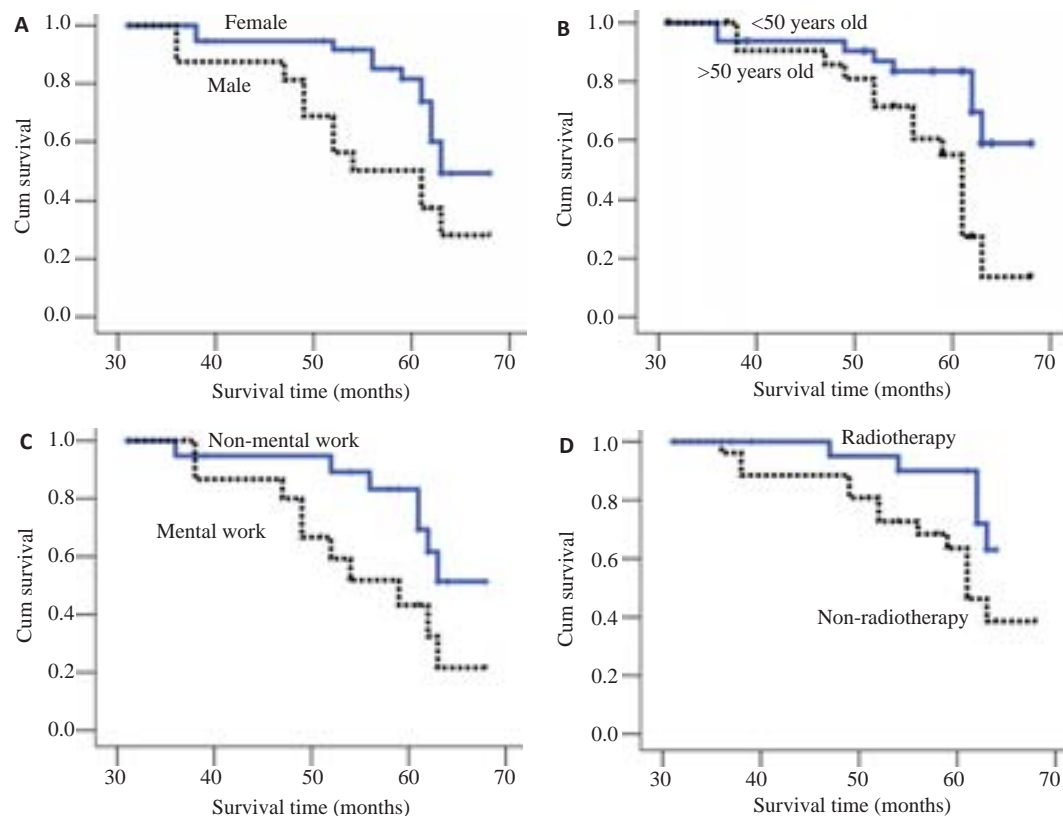 A
1.0
0.8
0.6
0.4
0.2
0.0
Cum survival
Female
Male
30
40
50
60
70
Survival time (months)
B
1.0
0.8
0.6
0.4
0.2
0.0
Cum survival
<50 years old
>50 years old
30
40
50
60
70
Survival time (months)
C
1.0
0.8
0.6
0.4
0.2
0.0
Cum survival
Non-mental work
Mental work
30
40
50
60
70
Survival time (months)
D
1.0
0.8
0.6
0.4
0.2
0.0
Cum survival
Radiotherapy
Non-radiotherapy
30
40
50
60
70
Survival time (months)